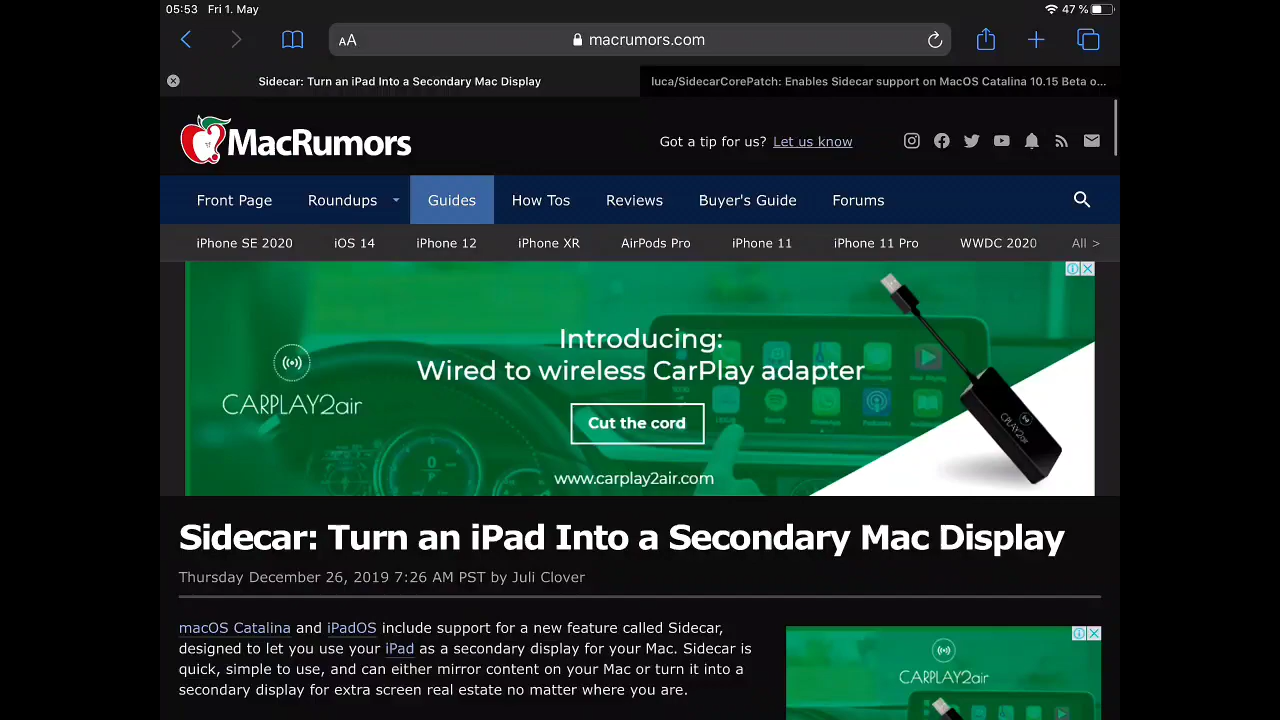 05:53 Fri 1. May 47 %
AA macrumors.com
Sidecar: Turn an iPad Into a Secondary Mac Display luca/SidecarCorePatch: Enables Sidecar support on MacOS Catalina 10.15 Beta o...
MacRumors Got a tip for us? Let us know
Front Page Roundups Guides How Tos Reviews Buyer's Guide Forums
iPhone SE 2020 iOS 14 iPhone 12 iPhone XR AirPods Pro iPhone 11 iPhone 11 Pro WWDC 2020 All >
Introducing:
Wired to wireless CarPlay adapter
CARPLAY2air
Cut the cord
www.carplay2air.com
CARPLAY2air
Sidecar: Turn an iPad Into a Secondary Mac Display
Thursday December 26, 2019 7:26 AM PST by Juli Clover
macOS Catalina and iPadOS include support for a new feature called Sidecar,
designed to let you use your iPad as a secondary display for your Mac. Sidecar is
quick, simple to use, and can either mirror content on your Mac or turn it into a
secondary display for extra screen real estate no matter where you are.
CARPLAY2air